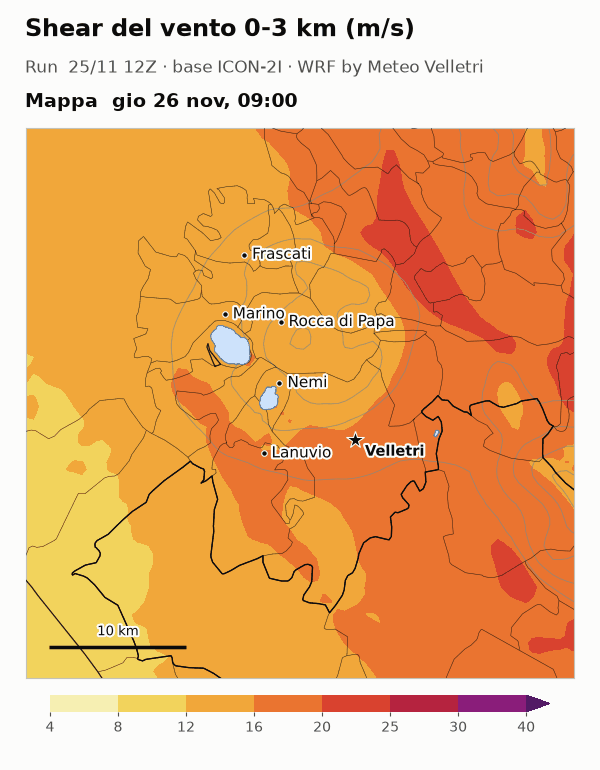 Shear del vento 0-3 km (m/s)
Run  25/11 12Z · base ICON-2I · WRF by Meteo Velletri
Mappa  gio 26 nov, 09:00
Frascati
Marino
Rocca di Papa
Nemi
Velletri
Lanuvio
10 km
4 8 12 16 20 25 30 40